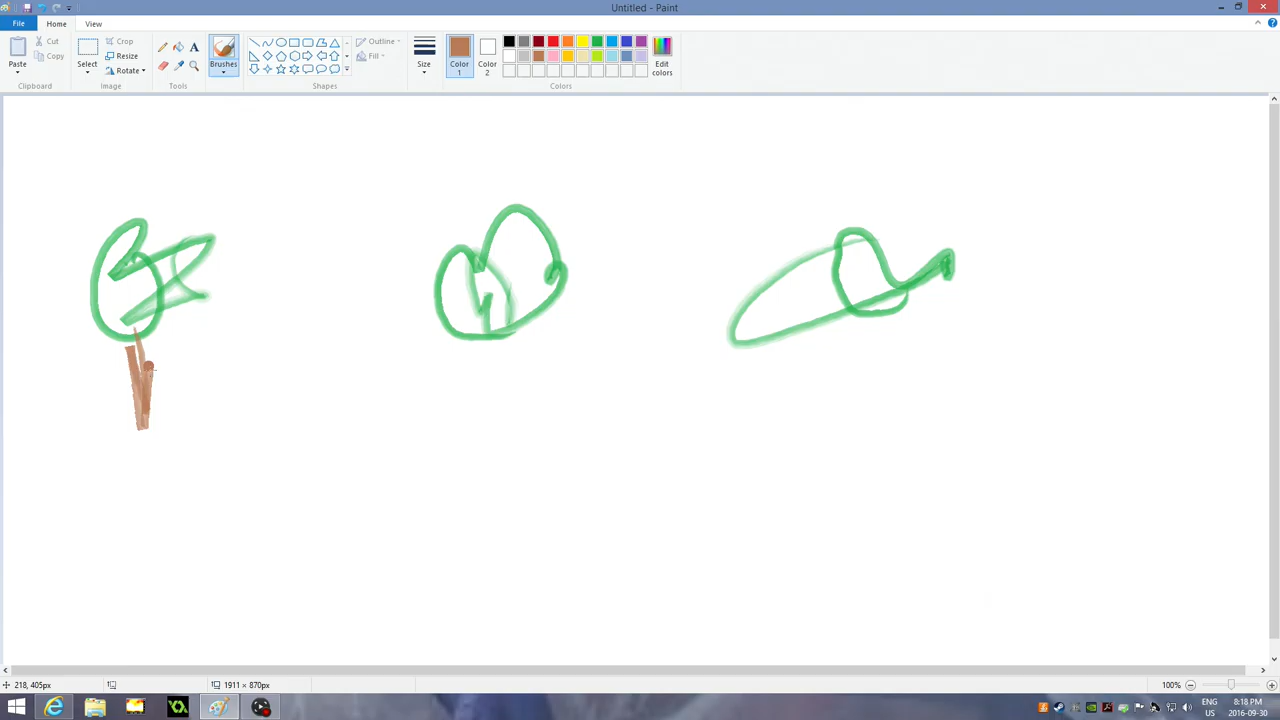 Untitled - Paint
File Home View
Paste
Cut
Copy
Clipboard
Select
Crop
Resize
Rotate
Image
A
Tools
Brushes
Shapes
Outline
Fill
Size
Color 1
Color 2
Edit colors
Colors
218, 405px
1911 × 870px
100%
ENG
US
8:18 PM
2016-09-30